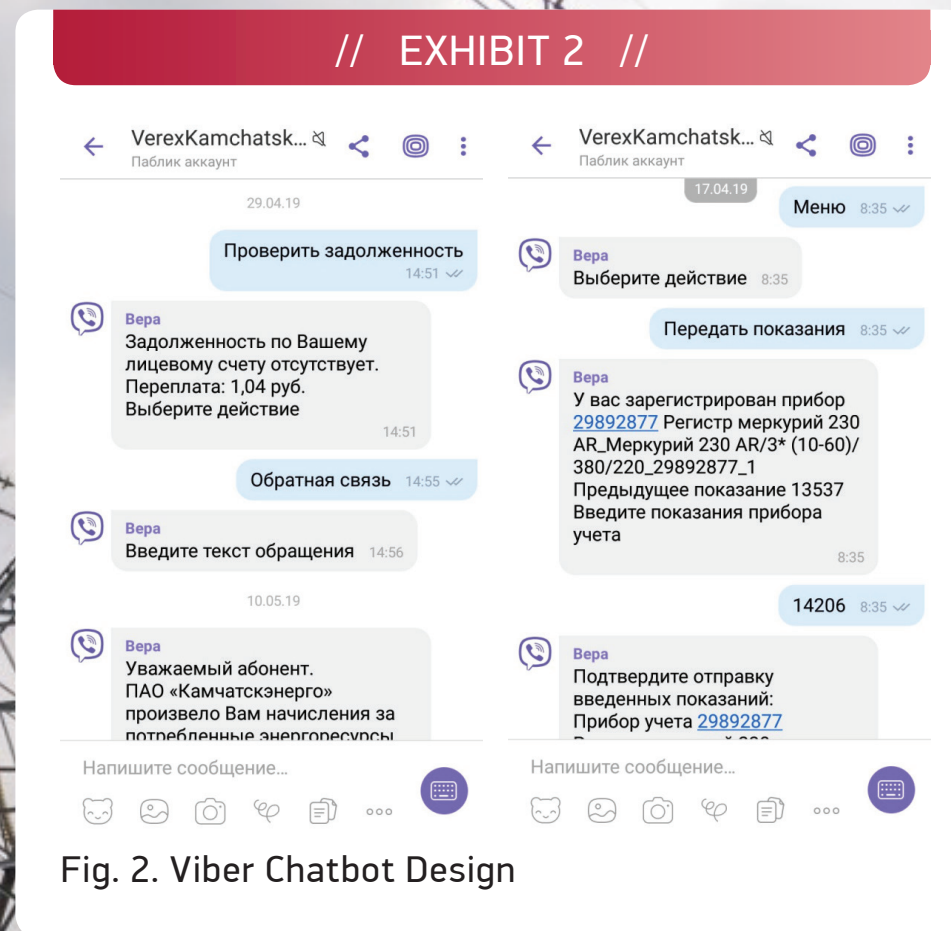 // EXHIBIT 2 //
VerexKamchatsk...
Паблик аккаунт
29.04.19
Проверить задолженность
14:51
Вера
Задолженность по Вашему
лицевому счету отсутствует.
Переплата: 1,04 руб.
Выберите действие
14:51
Обратная связь 14:55
Вера
Введите текст обращения 14:56
10.05.19
Вера
Уважаемый абонент.
ПАО «Камчатскэнерго»
произвело Вам начисления за
потребленные энергоресурсы
Напишите сообщение...
VerexKamchatsk...
Паблик аккаунт
17.04.19
Меню 8:35
Вера
Выберите действие 8:35
Передать показания 8:35
Вера
У вас зарегистрирован прибор
29892877 Регистр меркурий 230
AR_Меркурий 230 AR/3* (10-60)/
380/220_29892877_1
Предыдущее показание 13537
Введите показания прибора
учета
8:35
14206 8:35
Вера
Подтвердите отправку
введенных показаний:
Прибор учета 29892877
Напишите сообщение...
Fig. 2. Viber Chatbot Design